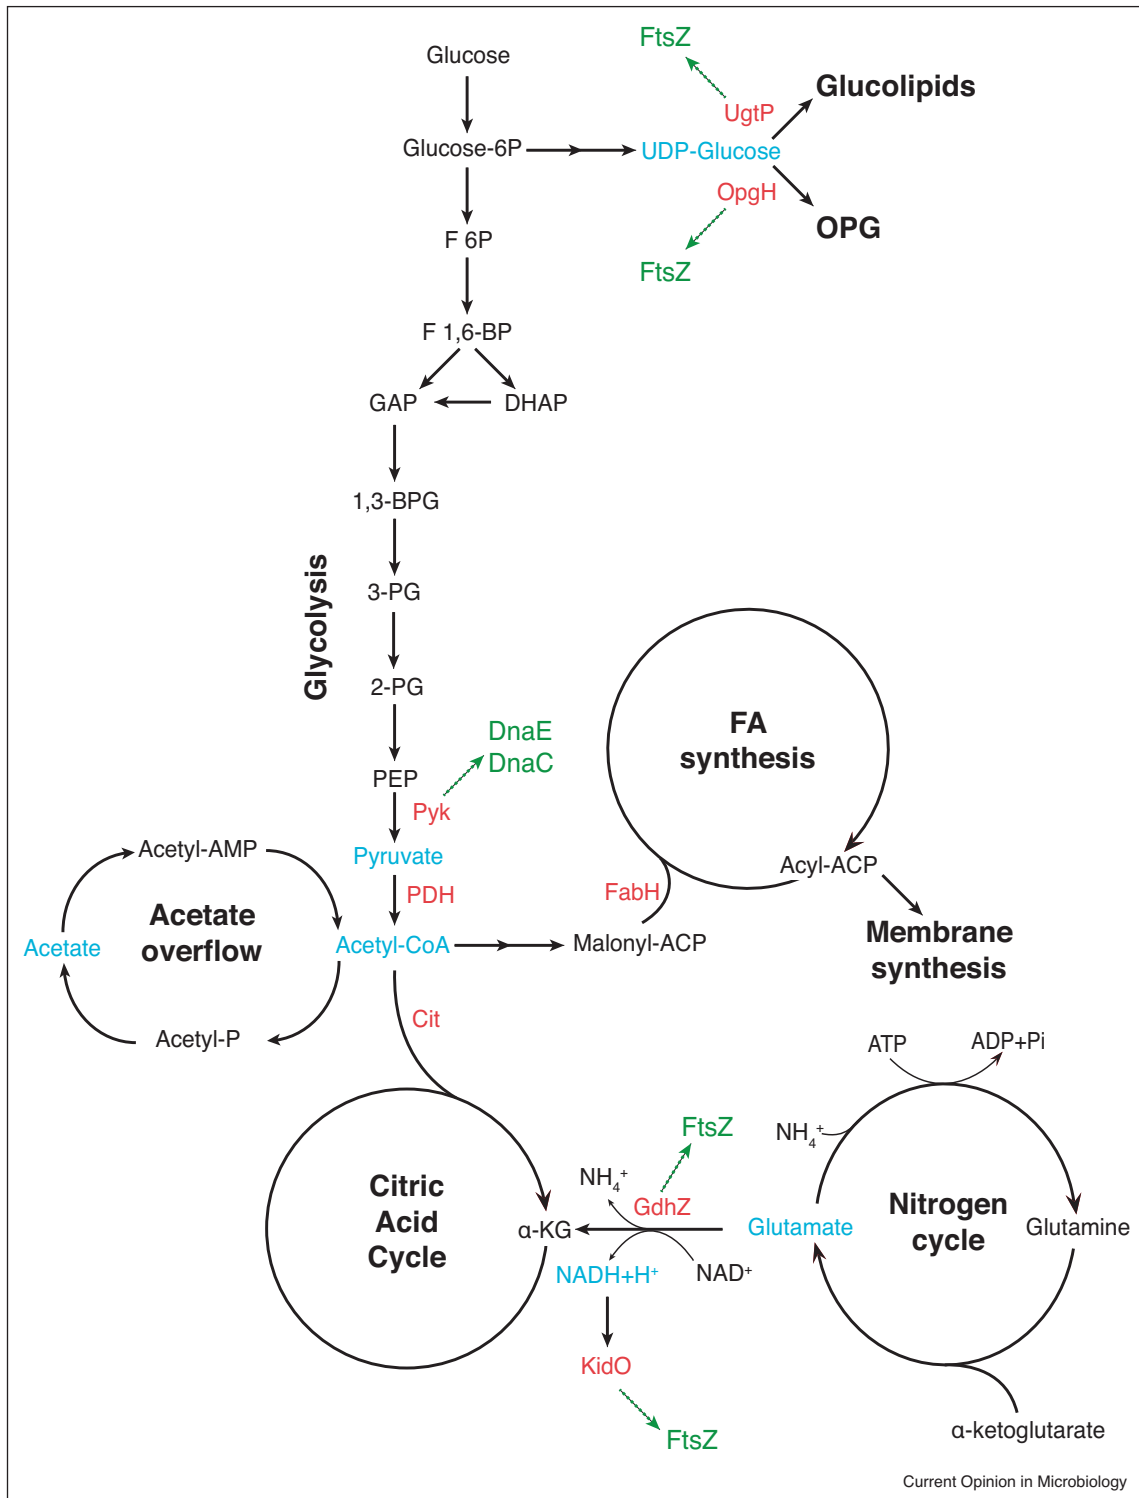 FtsZ
Glucose
Glucolipids
UgtP
Glucose-6P
UDP-Glucose
OpgH
OPG
F 6P
FtsZ
F 1,6-BP
GAP
DHAP
1,3-BPG
Glycolysis
3-PG
2-PG
FA
synthesis
DnaE
DnaC
PEP
Pyk
Pyruvate
Acetyl-AMP
Acyl-ACP
PDH
FabH
Acetate
overflow
Acetate
Acetyl-CoA
Malonyl-ACP
Membrane
synthesis
Cit
Acetyl-P
ATP
ADP+Pi
FtsZ
NH₄⁺
Citric
Acid
Cycle
NH₄⁺
GdhZ
α-KG
Glutamate
Nitrogen
cycle
Glutamine
NADH+H⁺
NAD⁺
KidO
FtsZ
α-ketoglutarate
Current Opinion in Microbiology